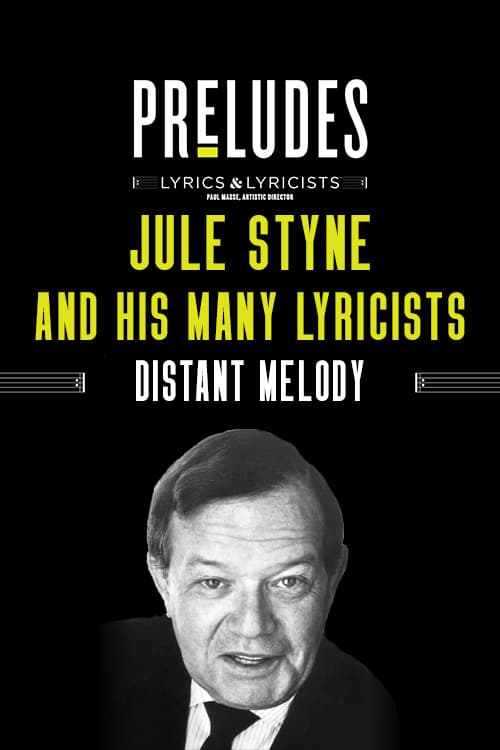 PRELUDES
LYRICS & LYRICISTS
PAUL MASSE, ARTISTIC DIRECTOR
JULE STYNE
AND HIS MANY LYRICISTS
DISTANT MELODY